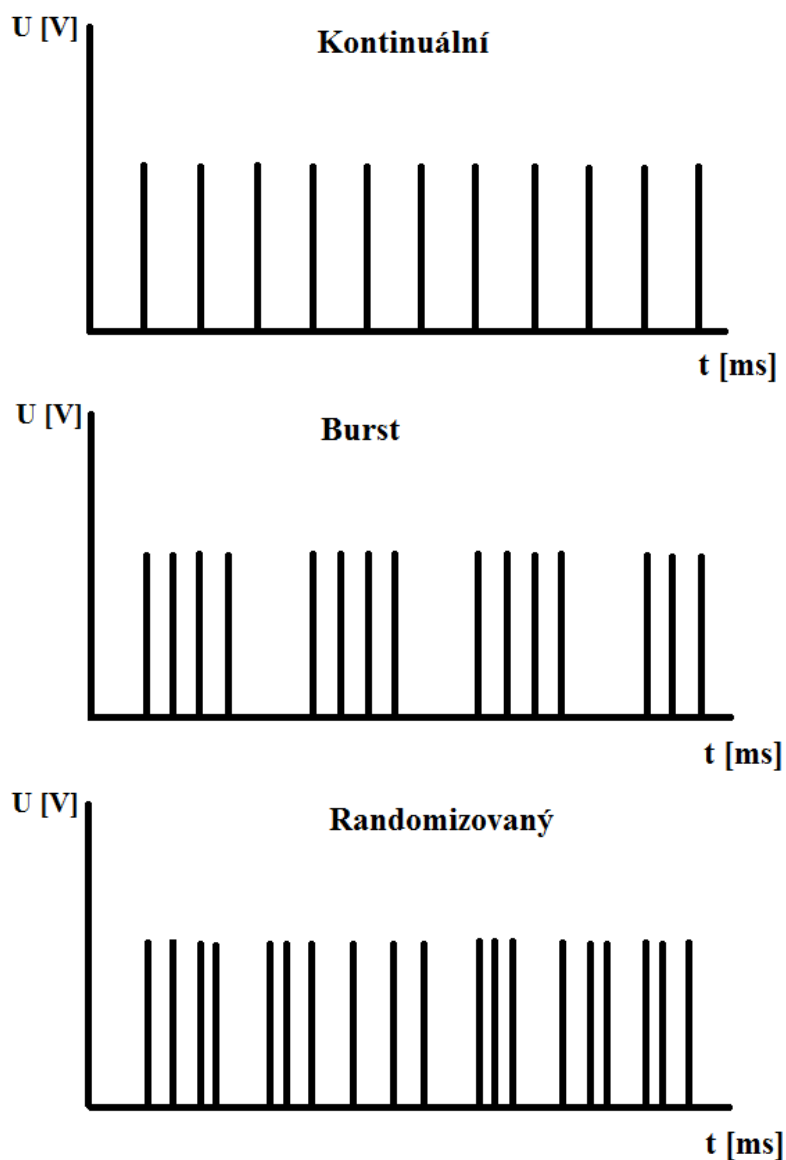 U [V]
Kontinuální
t [ms]
U [V]
Burst
t [ms]
U [V]
Randomizovaný
t [ms]